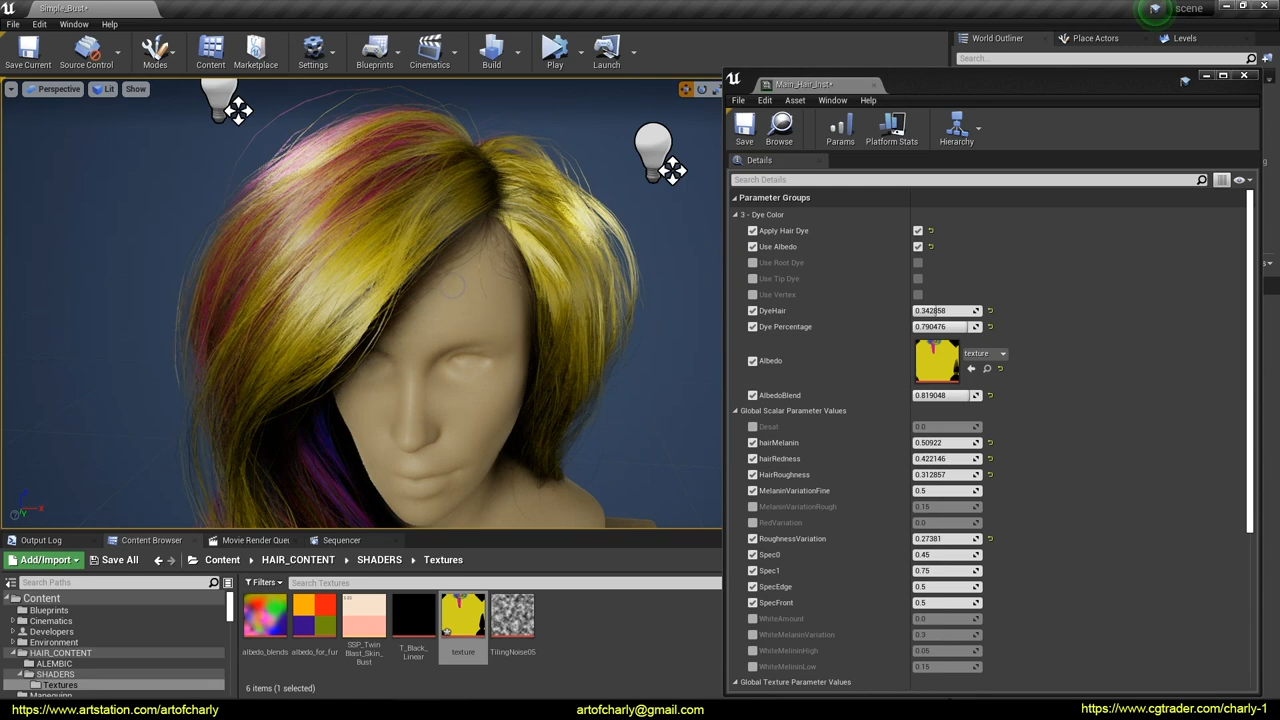 Simple_Bust*
scene
File Edit Window Help
Save Current Source Control Modes Content Marketplace Settings Blueprints Cinematics Build Play Launch
World Outliner Place Actors Levels
Search...
Perspective Lit Show
Main_Hair_Inst*
File Edit Asset Window Help
Save Browse Params Platform Stats Hierarchy
Details
Search Details
Parameter Groups
3 - Dye Color
Apply Hair Dye
Use Albedo
Use Root Dye
Use Tip Dye
Use Vertex
DyeHair 0.342858
Dye Percentage 0.790476
Albedo texture
AlbedoBlend 0.819048
Global Scalar Parameter Values
Desat 0.0
hairMelanin 0.50922
hairRedness 0.422146
HairRoughness 0.312857
MelaninVariationFine 0.5
MelaninVariationRough 0.15
RedVariation 0.0
RoughnessVariation 0.27381
Spec0 0.45
Spec1 0.75
SpecEdge 0.5
SpecFront 0.5
WhiteAmount 0.0
WhiteMelaninVariation 0.3
WhiteMelininHigh 0.05
WhiteMelininLow 0.15
Global Texture Parameter Values
Output Log Content Browser Movie Render Que Sequencer
Add/Import Save All Content HAIR_CONTENT SHADERS Textures
Search Paths Filters Search Textures
Content
Blueprints
Cinematics
Developers
Environment
HAIR_CONTENT
ALEMBIC
SHADERS
Textures
Mannequin
albedo_blends albedo_for_fur SSP_Twin Blast_Skin_ Bust T_Black_ Linear texture TilingNoise05
6 items (1 selected)
https://www.artstation.com/artofcharly artofcharly@gmail.com https://www.cgtrader.com/charly-1